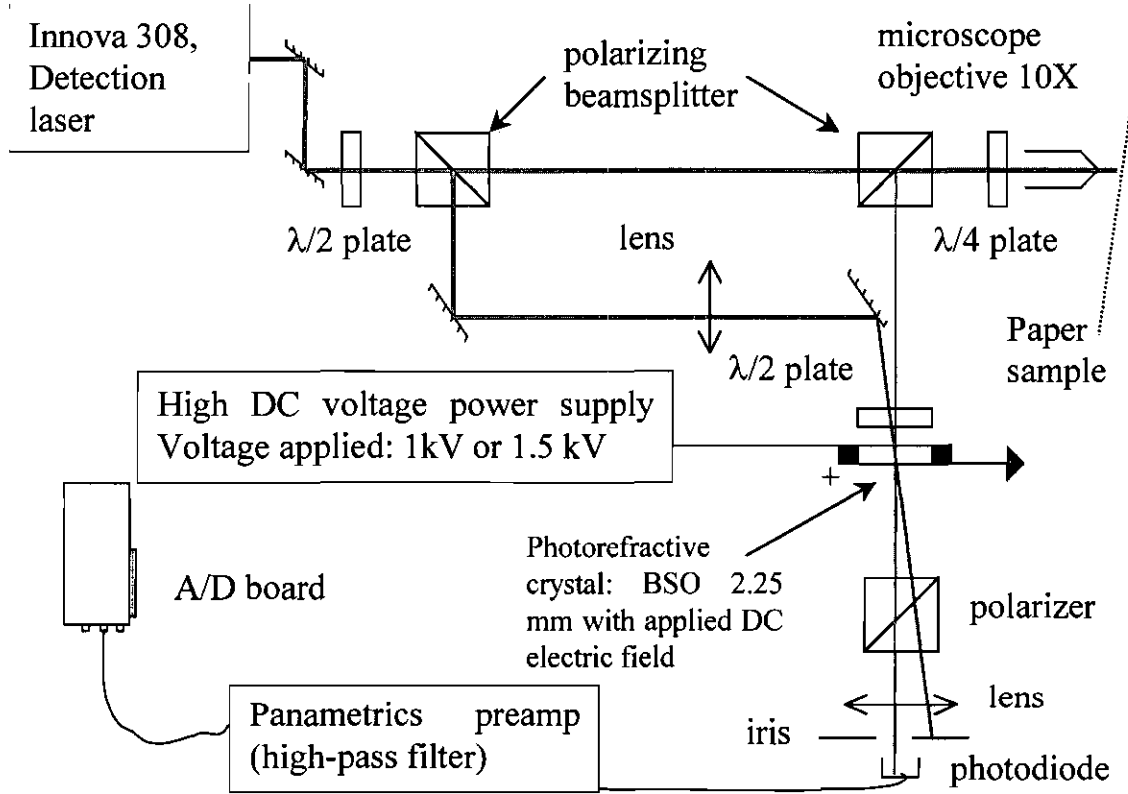 Innova 308,
Detection
laser
polarizing
beamsplitter
microscope
objective 10X
λ/2 plate
lens
λ/4 plate
Paper
sample
λ/2 plate
High DC voltage power supply
Voltage applied: 1kV or 1.5 kV
+
A/D board
Photorefractive
crystal: BSO 2.25
mm with applied DC
electric field
polarizer
lens
iris
photodiode
Panametrics preamp
(high-pass filter)